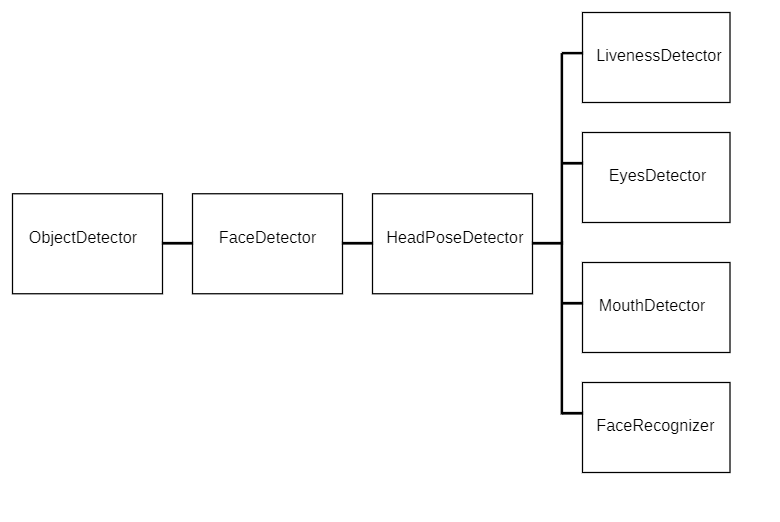 LivenessDetector
EyesDetector
ObjectDetector
FaceDetector
HeadPoseDetector
MouthDetector
FaceRecognizer